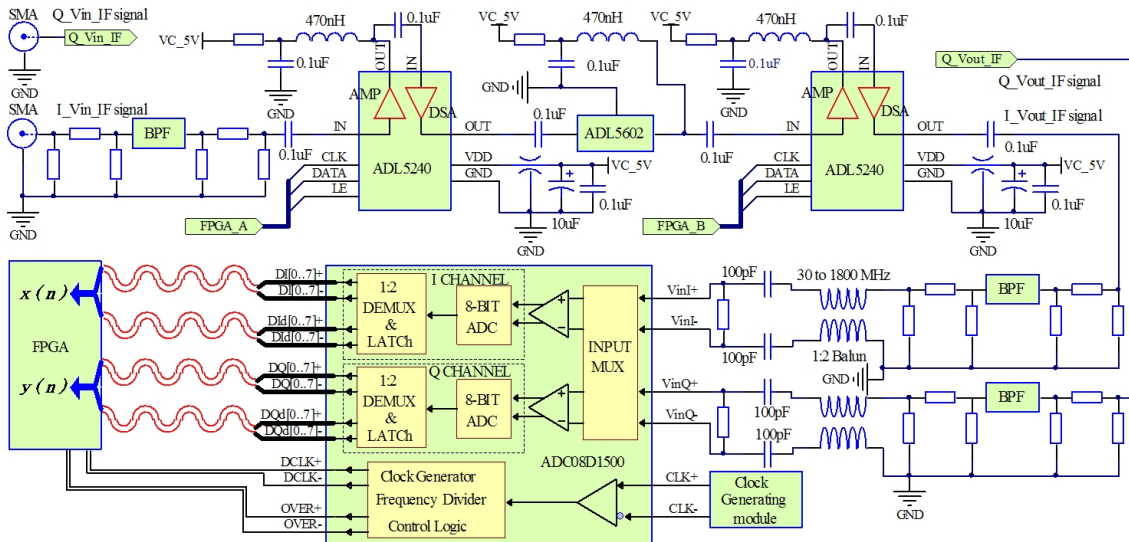 SMA
Q_Vin_IF signal
Q_Vin_IF
GND
SMA
I_Vin_IF signal
BPF
0.1uF
GND
VC_5V
470nH
0.1uF
0.1uF
GND
OUT
IN
AMP
DSA
IN
OUT
CLK
DATA
LE
VDD
GND
ADL5240
FPGA_A
VC_5V
470nH
0.1uF
GND
0.1uF
ADL5602
0.1uF
VC_5V
10uF
0.1uF
GND
VC_5V
470nH
0.1uF
0.1uF
GND
OUT
IN
AMP
DSA
IN
OUT
CLK
DATA
LE
VDD
GND
ADL5240
FPGA_B
Q_Vout_IF
Q_Vout_IF signal
I_Vout_IF signal
0.1uF
VC_5V
10uF
0.1uF
GND
FPGA
x(n)
y(n)
DI[0..7]+
DI[0..7]-
DId[0..7]+
DId[0..7]-
DQ[0..7]+
DQ[0..7]-
DQd[0..7]+
DQd[0..7]-
DCLK+
DCLK-
OVER+
OVER-
I CHANNEL
1:2
DEMUX
&
LATCh
8-BIT
ADC
Q CHANNEL
1:2
DEMUX
&
LATCh
8-BIT
ADC
INPUT
MUX
ADC08D1500
Clock Generator
Frequency Divider
Control Logic
VinI+
VinI-
VinQ+
VinQ-
CLK+
CLK-
Clock
Generating
module
100pF
100pF
100pF
100pF
30 to 1800 MHz
1:2 Balun
GND
BPF
BPF
GND